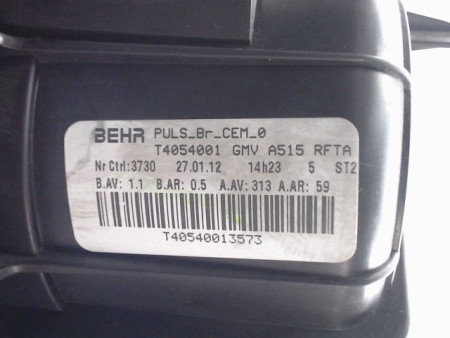 BEHR PULS_Br_CEM_0
T4054001 GMV A515 RFTA
Nr Ctrl:3730 27.01.12 14h23 5 ST2
B.AV: 1.1 B.AR: 0.5 A.AV: 313 A.AR: 59
T40540013573